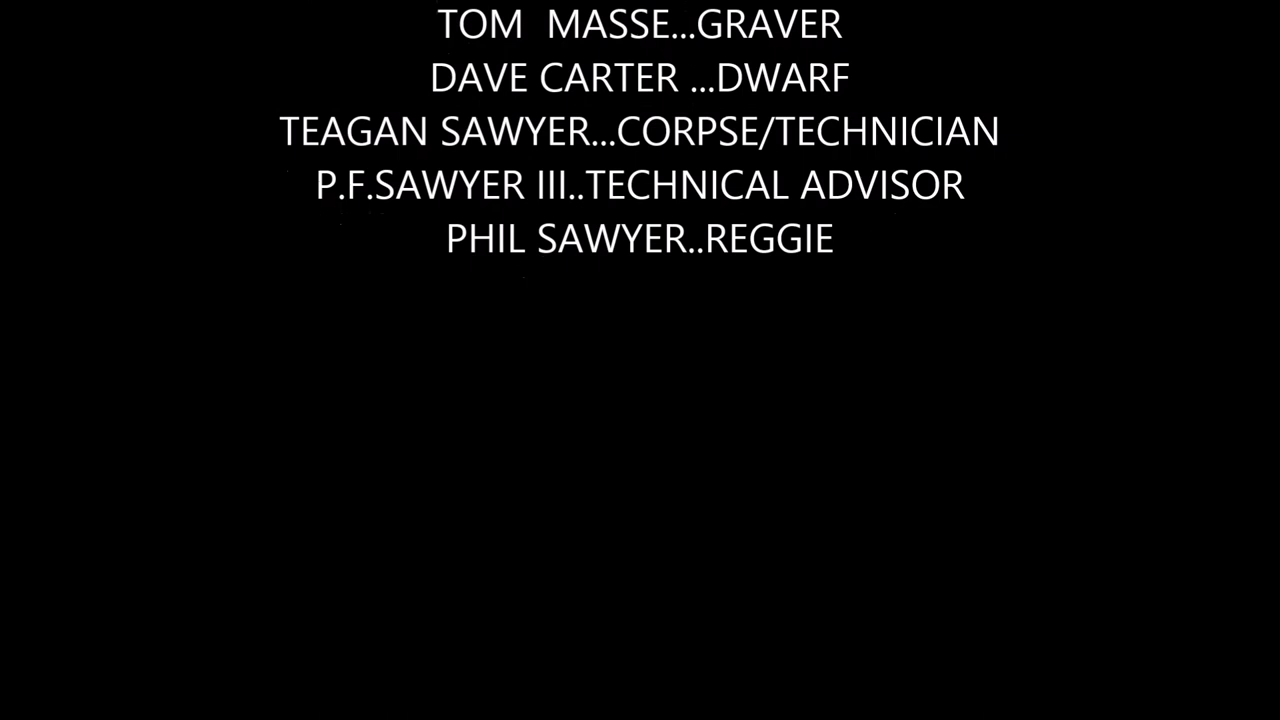 TOM  MASSE...GRAVER
DAVE CARTER ...DWARF
TEAGAN SAWYER...CORPSE/TECHNICIAN
P.F.SAWYER III..TECHNICAL ADVISOR
PHIL SAWYER..REGGIE